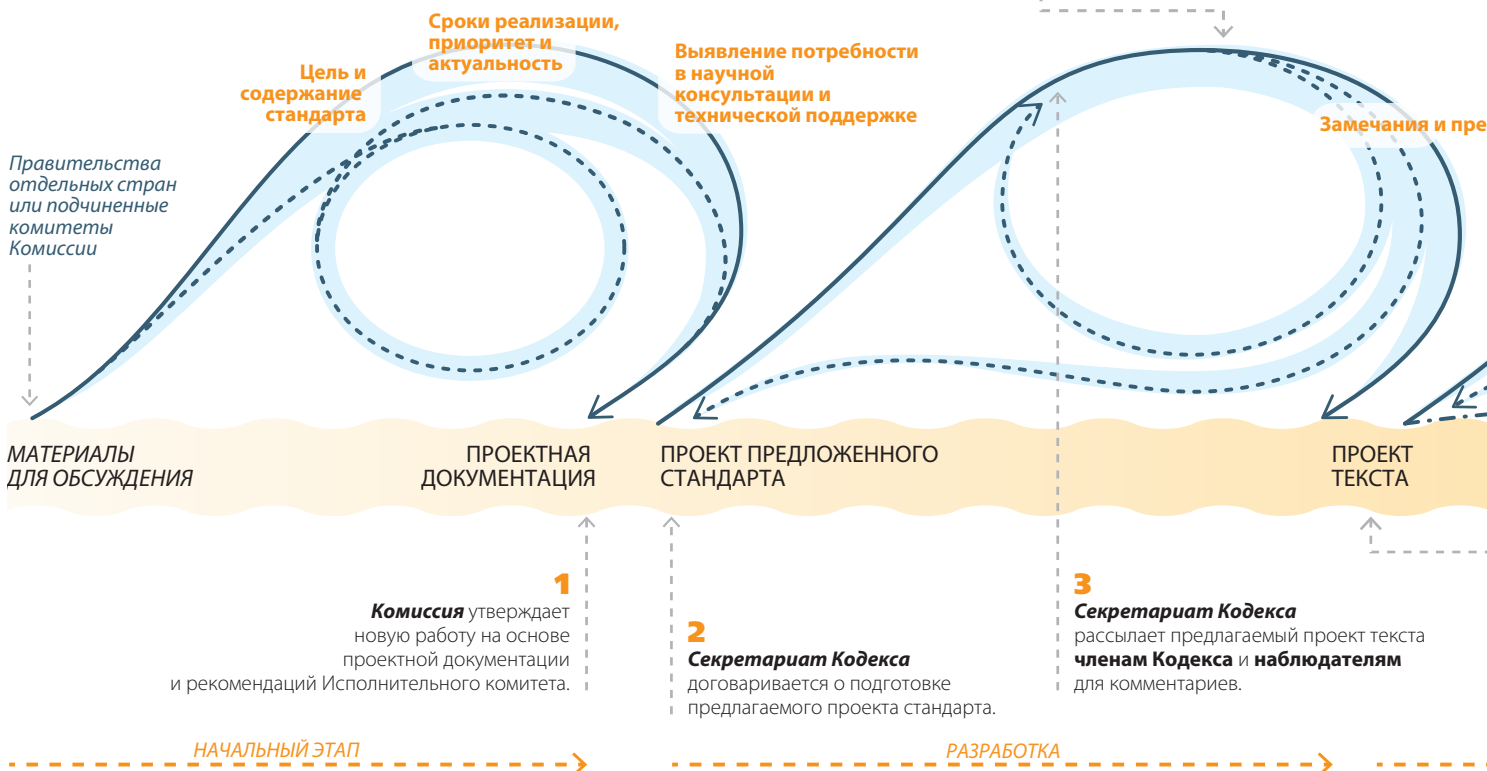 Сроки реализации,
приоритет и
актуальность
Цель и
содержание
стандарта
Выявление потребности
в научной
консультации и
технической поддержке
Замечания и пре
Правительства
отдельных стран
или подчиненные
комитеты
Комиссии
МАТЕРИАЛЫ
ДЛЯ ОБСУЖДЕНИЯ
ПРОЕКТНАЯ
ДОКУМЕНТАЦИЯ
ПРОЕКТ ПРЕДЛОЖЕННОГО
СТАНДАРТА
ПРОЕКТ
ТЕКСТА
1
Комиссия утверждает
новую работу на основе
проектной документации
и рекомендаций Исполнительного комитета.
2
Секретариат Кодекса
договаривается о подготовке
предлагаемого проекта стандарта.
3
Секретариат Кодекса
рассылает предлагаемый проект текста
членам Кодекса и наблюдателям
для комментариев.
НАЧАЛЬНЫЙ ЭТАП
РАЗРАБОТКА